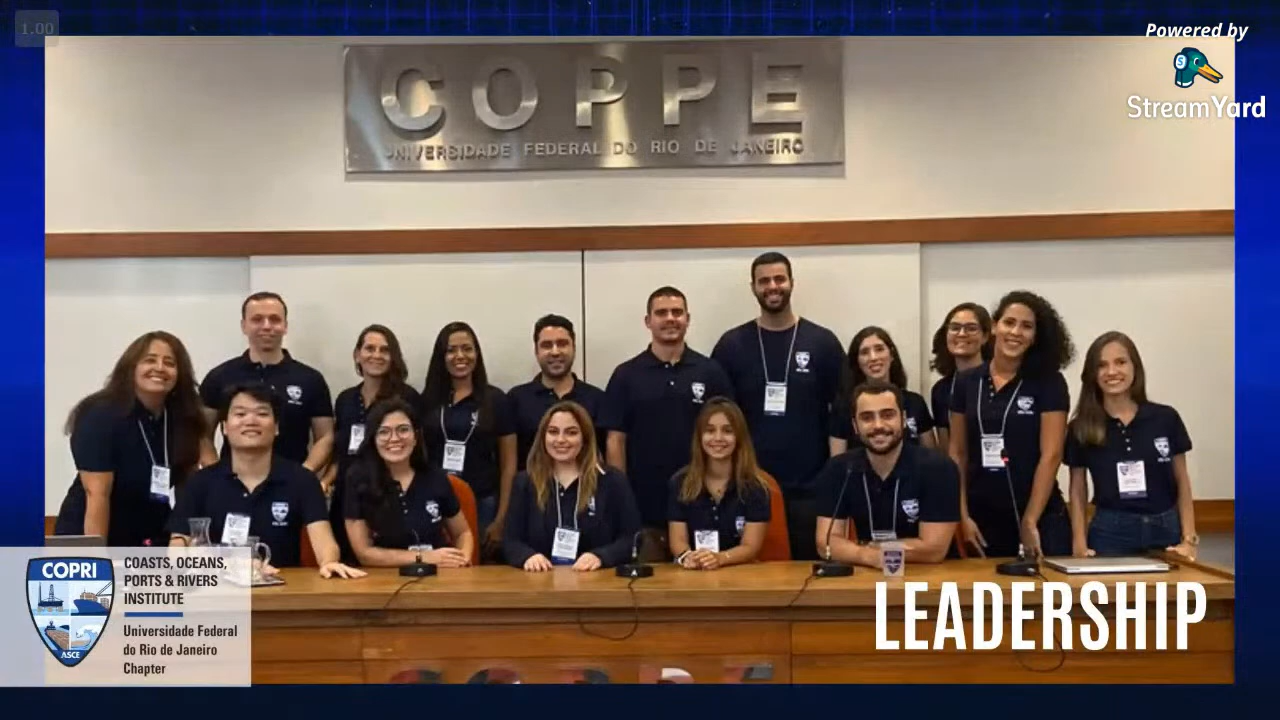 1.00
Powered by
StreamYard
COPPE
UNIVERSIDADE FEDERAL DO RIO DE JANEIRO
COPRI
ASCE
COASTS, OCEANS,
PORTS & RIVERS
INSTITUTE
Universidade Federal
do Rio de Janeiro
Chapter
LEADERSHIP